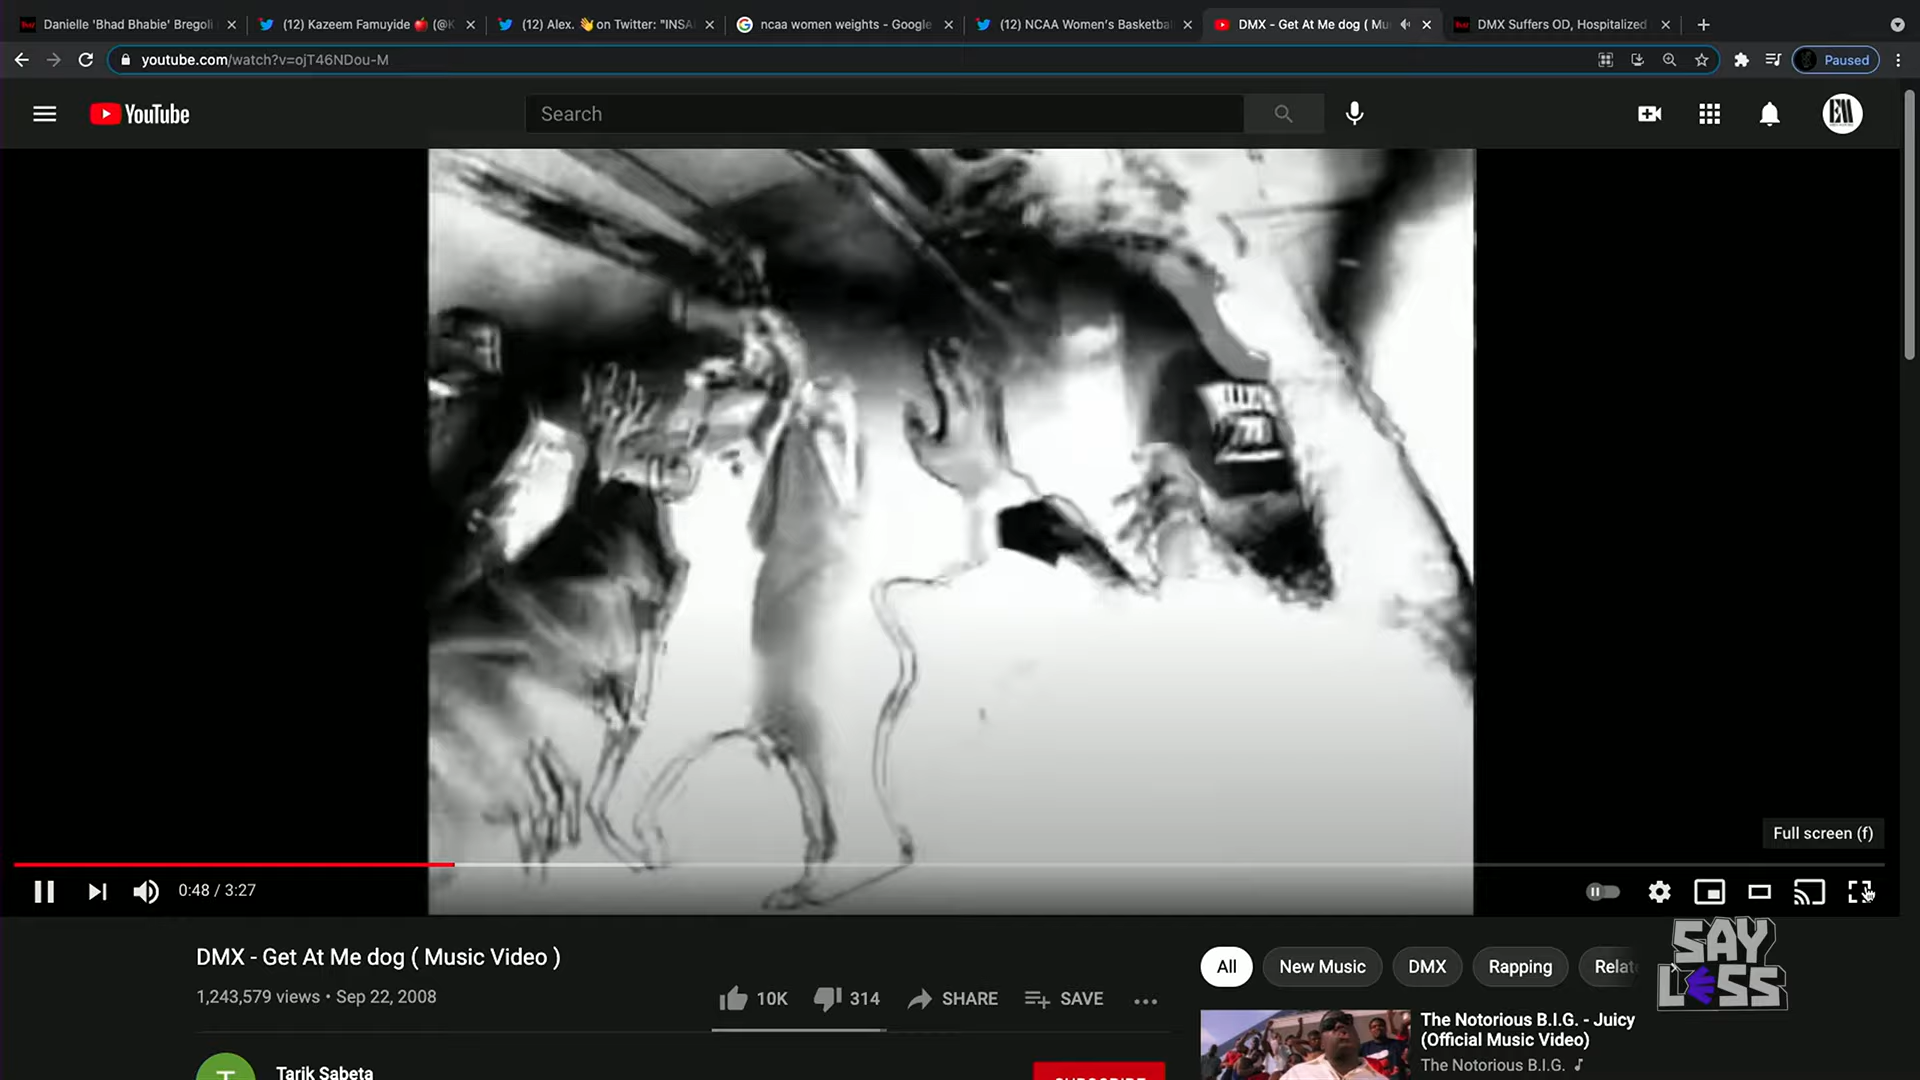 Danielle 'Bhad Bhabie' Bregoli
(12) Kazeem Famuyide 🍎 (@K
(12) Alex. 👋 on Twitter: "INSA
ncaa women weights - Google
(12) NCAA Women's Basketba
DMX - Get At Me dog ( Mu
DMX Suffers OD, Hospitalized
youtube.com/watch?v=ojT46NDou-M
Paused
YouTube
Search
EM
Full screen (f)
0:48 / 3:27
SAY
LESS
DMX - Get At Me dog ( Music Video )
1,243,579 views • Sep 22, 2008
10K
314
SHARE
SAVE
All
New Music
DMX
Rapping
Relat
The Notorious B.I.G. - Juicy
(Official Music Video)
The Notorious B.I.G.
T
Tarik Sabeta
SUBSCRIBE